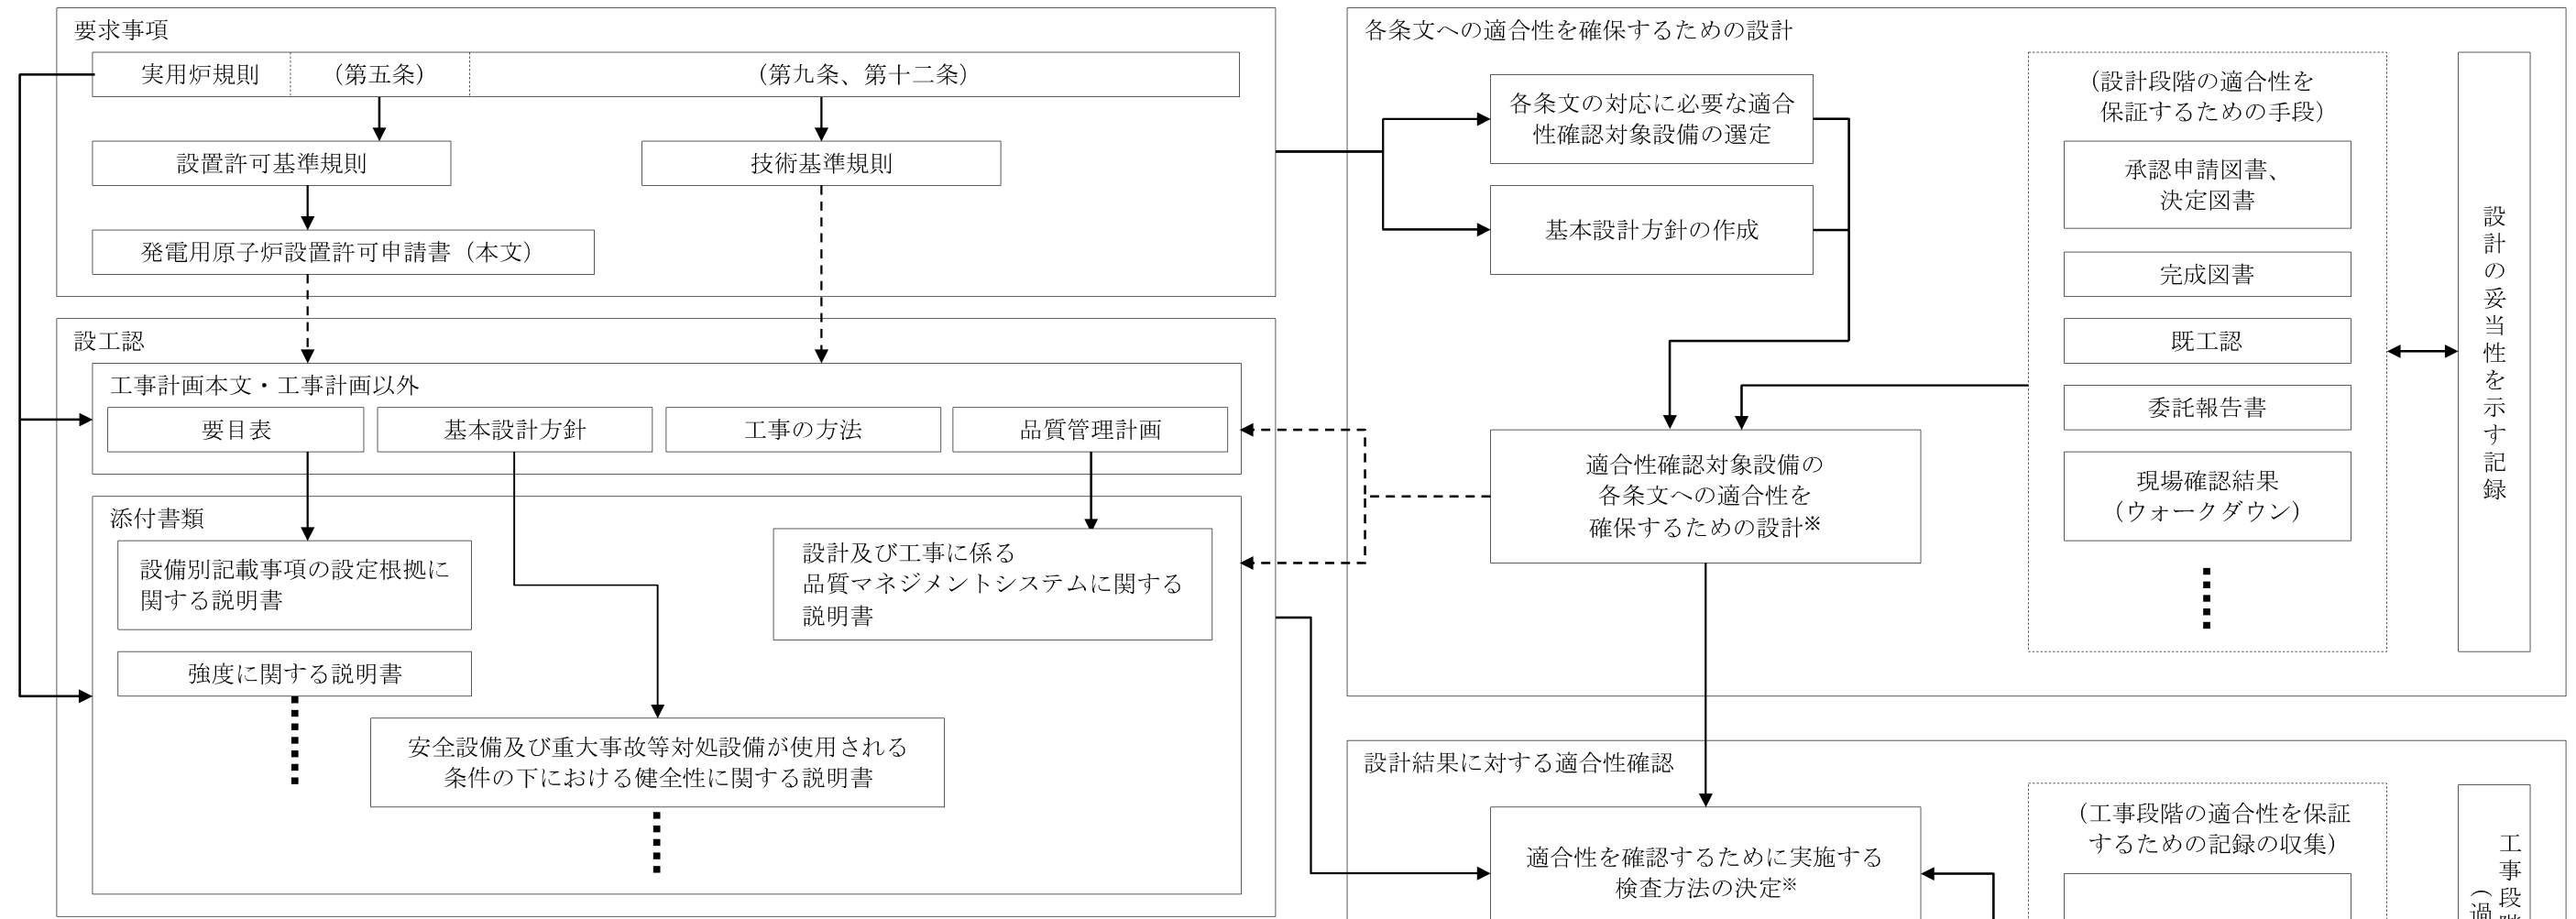 要求事項
実用炉規則
（第五条）
（第九条、第十二条）
設置許可基準規則
技術基準規則
発電用原子炉設置許可申請書（本文）
設工認
工事計画本文・工事計画以外
要目表
基本設計方針
工事の方法
品質管理計画
添付書類
設備別記載事項の設定根拠に
関する説明書
設計及び工事に係る
品質マネジメントシステムに関する
説明書
強度に関する説明書
安全設備及び重大事故等対処設備が使用される
条件の下における健全性に関する説明書
各条文への適合性を確保するための設計
各条文の対応に必要な適合
性確認対象設備の選定
基本設計方針の作成
適合性確認対象設備の
各条文への適合性を
確保するための設計※
（設計段階の適合性を
保証するための手段）
承認申請図書、
決定図書
完成図書
既工認
委託報告書
現場確認結果
（ウォークダウン）
設計の妥当性を示す記録
設計結果に対する適合性確認
適合性を確認するために実施する
検査方法の決定※
（工事段階の適合性を保証
するための記録の収集）
工事段
（過